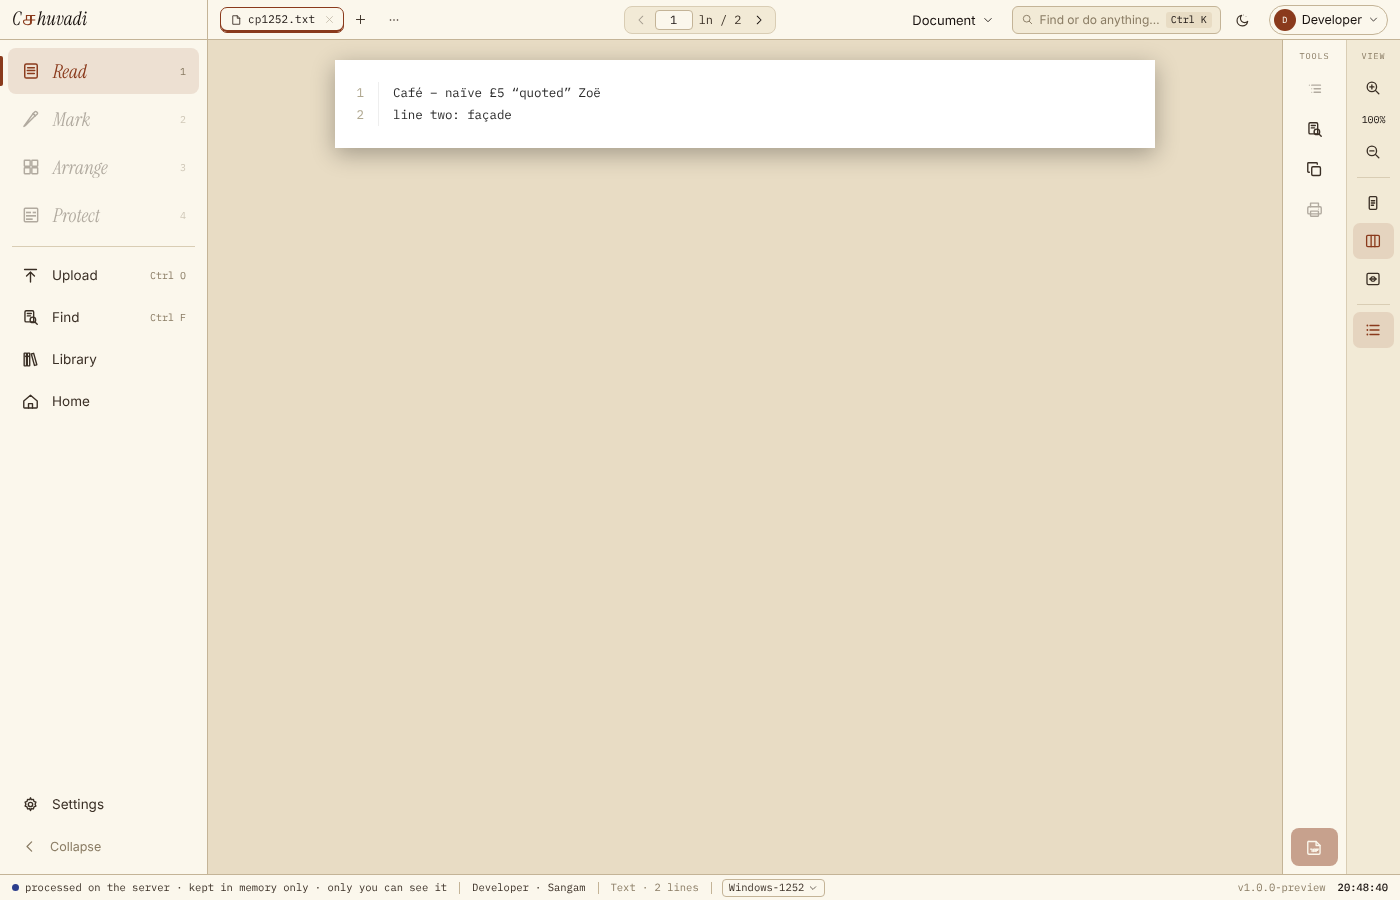 Cச்huvadi
cp1252.txt
1 ln / 2
Document
Find or do anything... Ctrl K
D Developer
Read 1
Mark 2
Arrange 3
Protect 4
Upload Ctrl O
Find Ctrl F
Library
Home
Settings
Collapse
1 Café – naïve £5 “quoted” Zoë
2 line two: façade
TOOLS
VIEW
100%
processed on the server · kept in memory only · only you can see it
Developer · Sangam
Text · 2 lines
Windows-1252
v1.0.0-preview 20:48:40